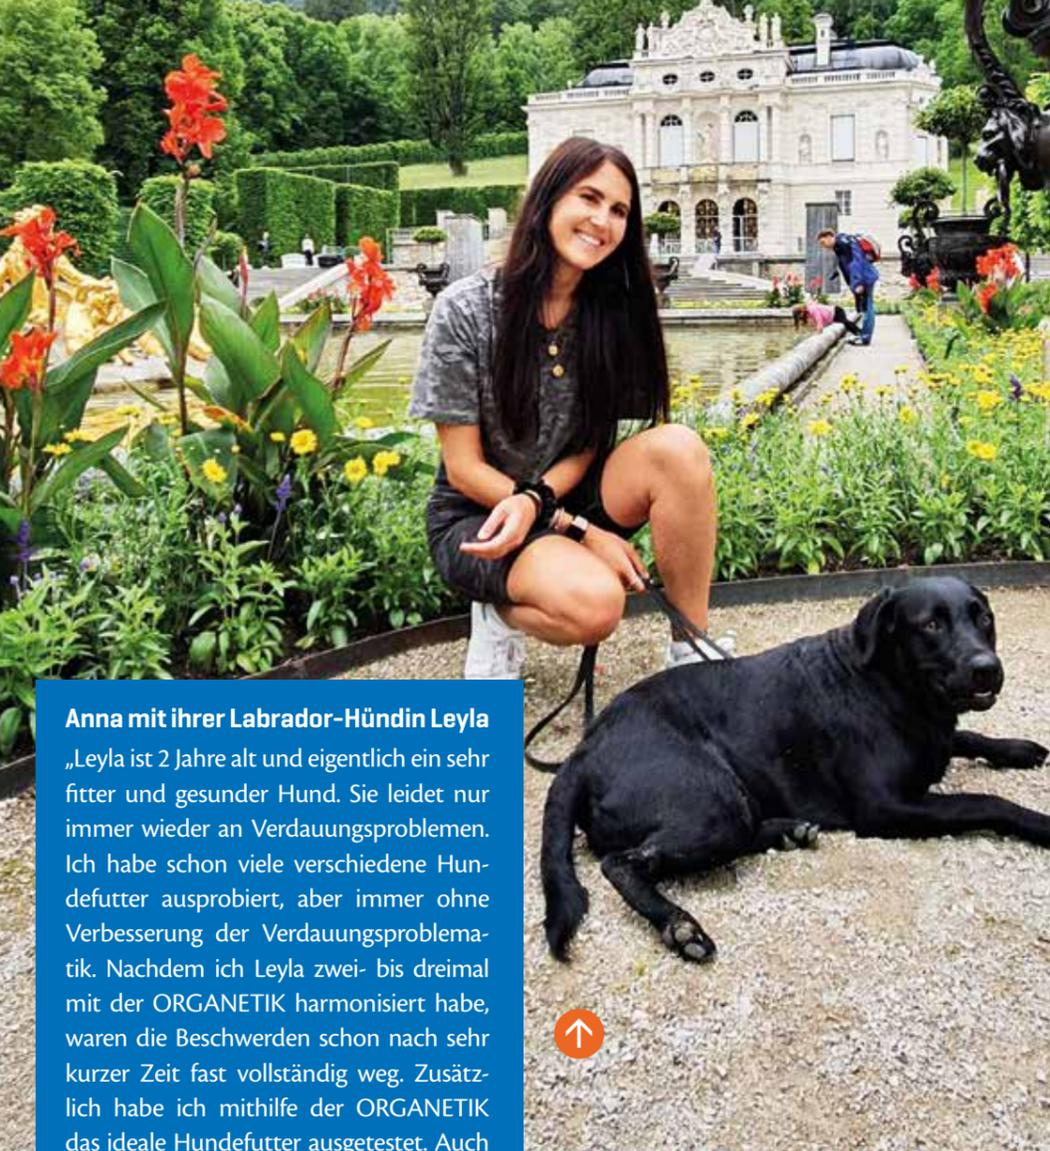 Anna mit ihrer Labrador-Hündin Leyla
„Leyla ist 2 Jahre alt und eigentlich ein sehr
fitter und gesunder Hund. Sie leidet nur
immer wieder an Verdauungsproblemen.
Ich habe schon viele verschiedene Hun-
defutter ausprobiert, aber immer ohne
Verbesserung der Verdauungsproblema-
tik. Nachdem ich Leyla zwei- bis dreimal
mit der ORGANETIK harmonisiert habe,
waren die Beschwerden schon nach sehr
kurzer Zeit fast vollständig weg. Zusätz-
lich habe ich mithilfe der ORGANETIK
das ideale Hundefutter ausgetestet. Auch